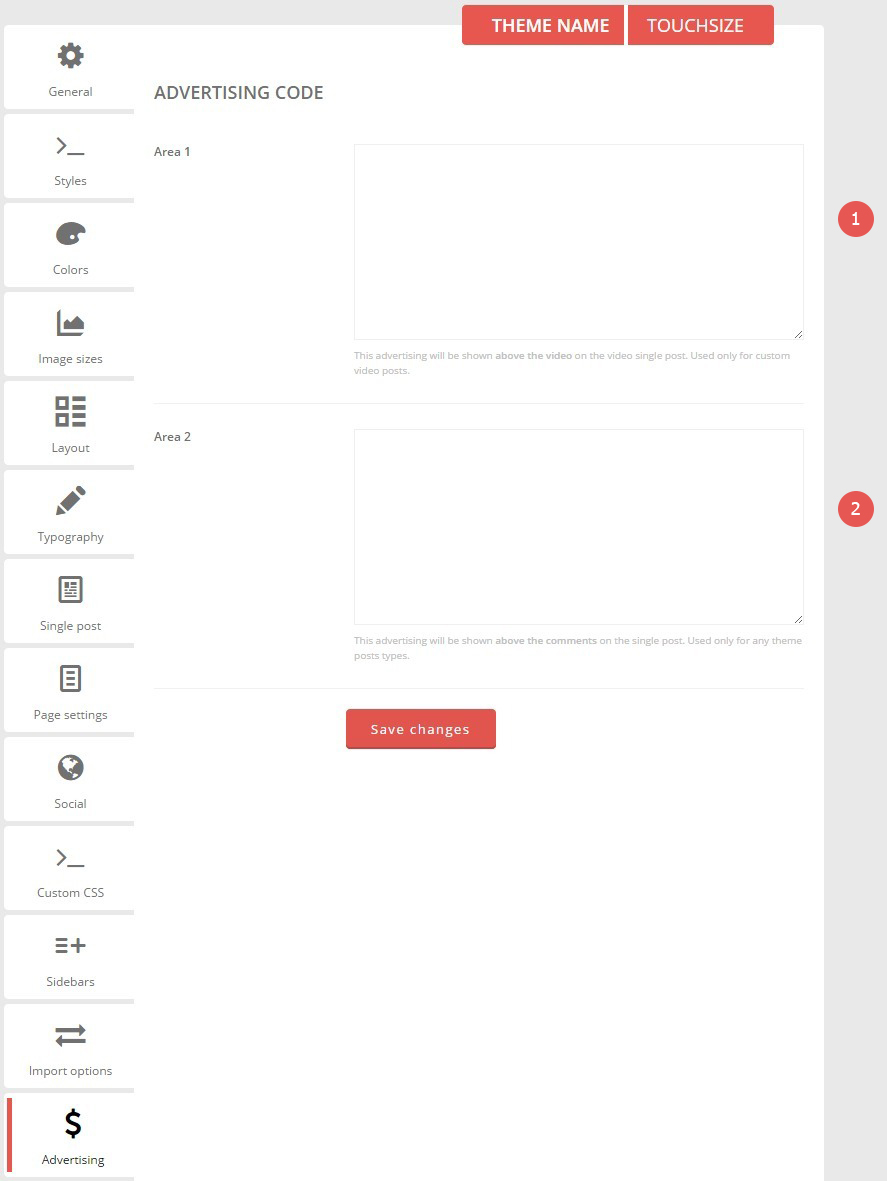 THEME NAME TOUCHSIZE
General
Styles
Colors
Image sizes
Layout
Typography
Single post
Page settings
Social
Custom CSS
Sidebars
Import options
$
Advertising
ADVERTISING CODE
Area 1
This advertising will be shown above the video on the video single post. Used only for custom
video posts.
1
Area 2
This advertising will be shown above the comments on the single post. Used only for any theme
posts types.
2
Save changes